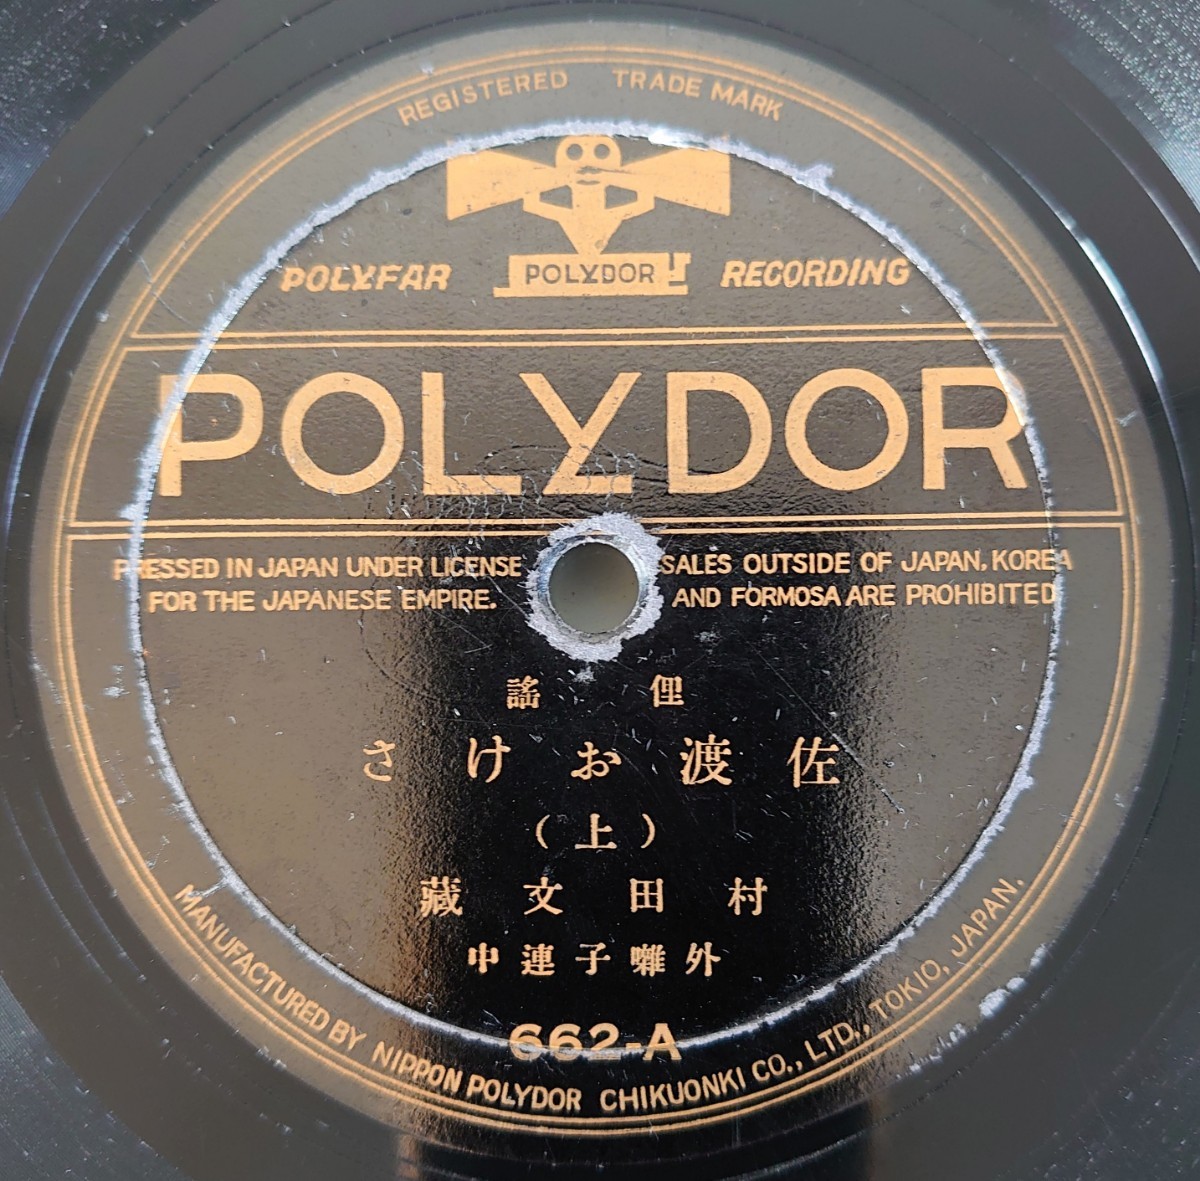 REGISTERED TRADE MARK
POLYFAR POLYDOR RECORDING
POLYDOR
PRESSED IN JAPAN UNDER LICENSE
FOR THE JAPANESE EMPIRE.
SALES OUTSIDE OF JAPAN, KOREA
AND FORMOSA ARE PROHIBITED
俚謠
佐渡おけさ
（上）
村田文藏
外囃子連中
662-A
MANUFACTURED BY NIPPON POLYDOR CHIKUONKI CO., LTD., TOKIO, JAPAN.